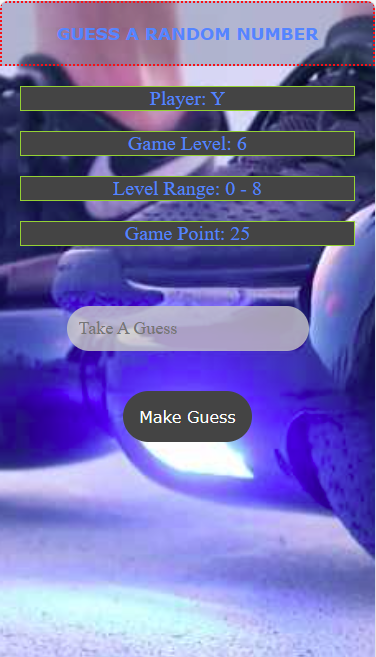 GUESS A RANDOM NUMBER
Player: Y
Game Level: 6
Level Range: 0 - 8
Game Point: 25
Take A Guess
Make Guess